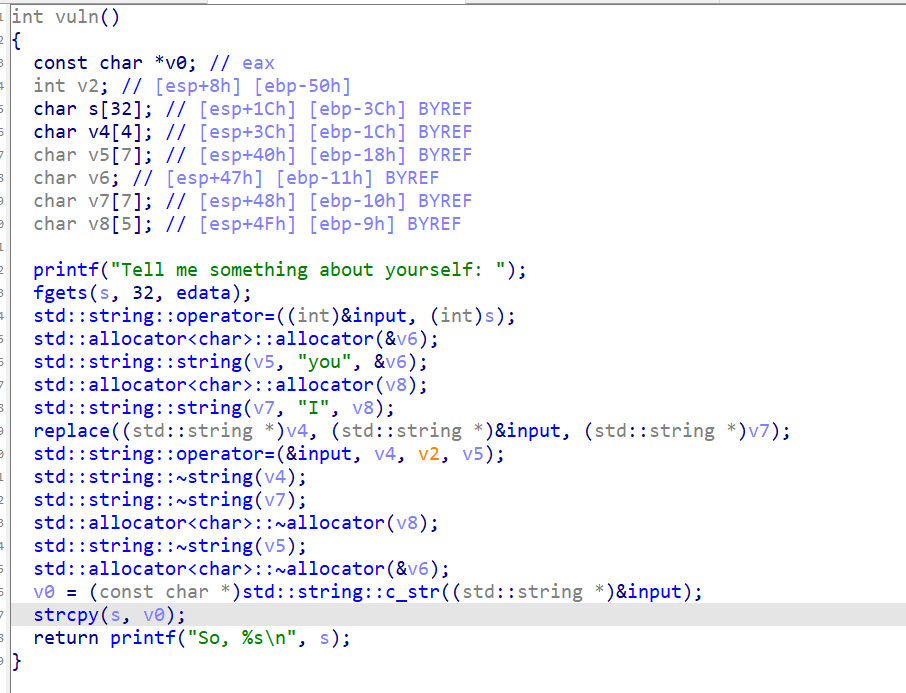 int vuln()
{
const char *v0; // eax
int v2; // [esp+8h] [ebp-50h]
char s[32]; // [esp+1Ch] [ebp-3Ch] BYREF
char v4[4]; // [esp+3Ch] [ebp-1Ch] BYREF
char v5[7]; // [esp+40h] [ebp-18h] BYREF
char v6; // [esp+47h] [ebp-11h] BYREF
char v7[7]; // [esp+48h] [ebp-10h] BYREF
char v8[5]; // [esp+4Fh] [ebp-9h] BYREF
printf("Tell me something about yourself: ");
fgets(s, 32, edata);
std::string::operator=((int)&input, (int)s);
std::allocator<char>::allocator(&v6);
std::string::string(v5, "you", &v6);
std::allocator<char>::allocator(v8);
std::string::string(v7, "I", v8);
replace((std::string *)v4, (std::string *)&input, (std::string *)v7);
std::string::operator=(&input, v4, v2, v5);
std::string::~string(v4);
std::string::~string(v7);
std::allocator<char>::~allocator(v8);
std::string::~string(v5);
std::allocator<char>::~allocator(&v6);
v0 = (const char *)std::string::c_str((std::string *)&input);
strcpy(s, v0);
return printf("So, %s\n", s);
}